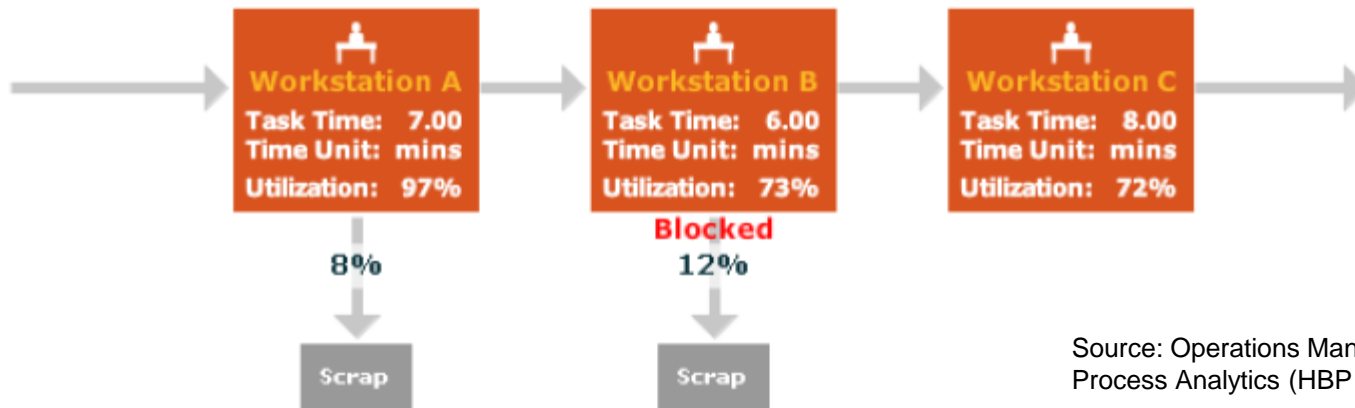 Workstation A
Task Time: 7.00
Time Unit: mins
Utilization: 97%
8%
Scrap
Workstation B
Task Time: 6.00
Time Unit: mins
Utilization: 73%
Blocked
12%
Scrap
Workstation C
Task Time: 8.00
Time Unit: mins
Utilization: 72%
Source: Operations Man
Process Analytics (HBP